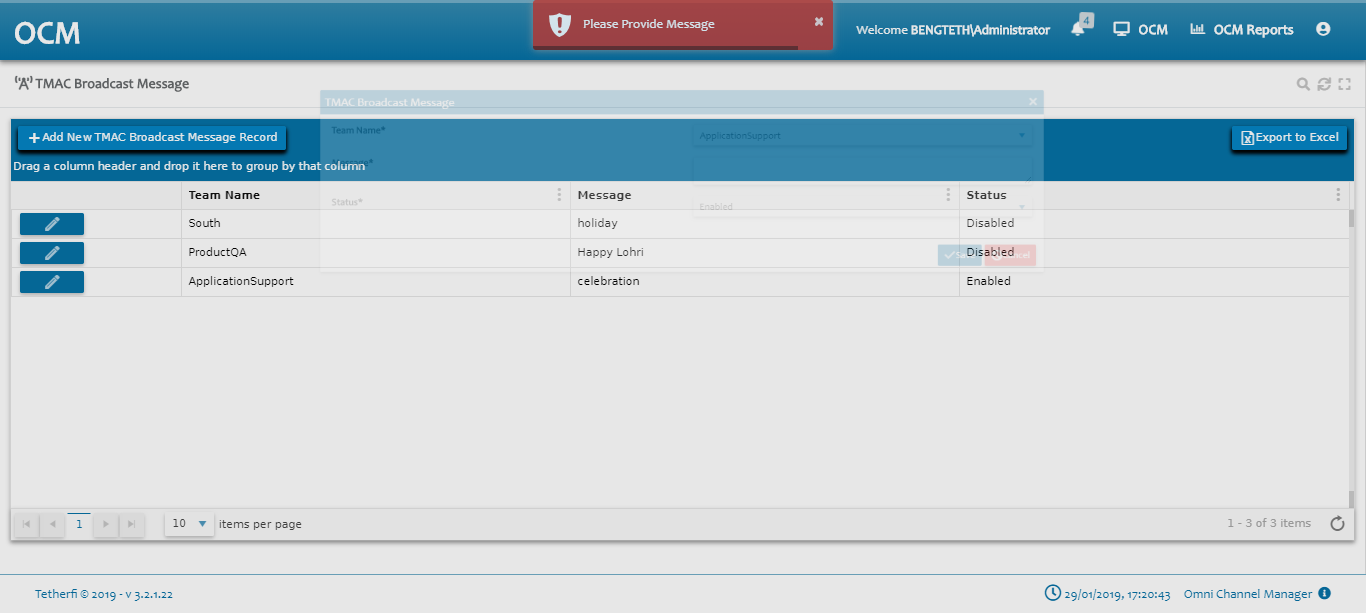 OCM
Please Provide Message
Welcome BENGTETH\Administrator
4
OCM
OCM Reports
TMAC Broadcast Message
TMAC Broadcast Message
Add New TMAC Broadcast Message Record
Team Name*
ApplicationSupport
Export to Excel
Drag a column header and drop it here to group by that column
Message*
Team Name
Message
Status
Status*
Enabled
South
holiday
Disabled
ProductQA
Happy Lohri
Disabled
ApplicationSupport
celebration
Enabled
1
10
items per page
1 - 3 of 3 items
Tetherfi © 2019 - v 3.2.1.22
29/01/2019, 17:20:43
Omni Channel Manager